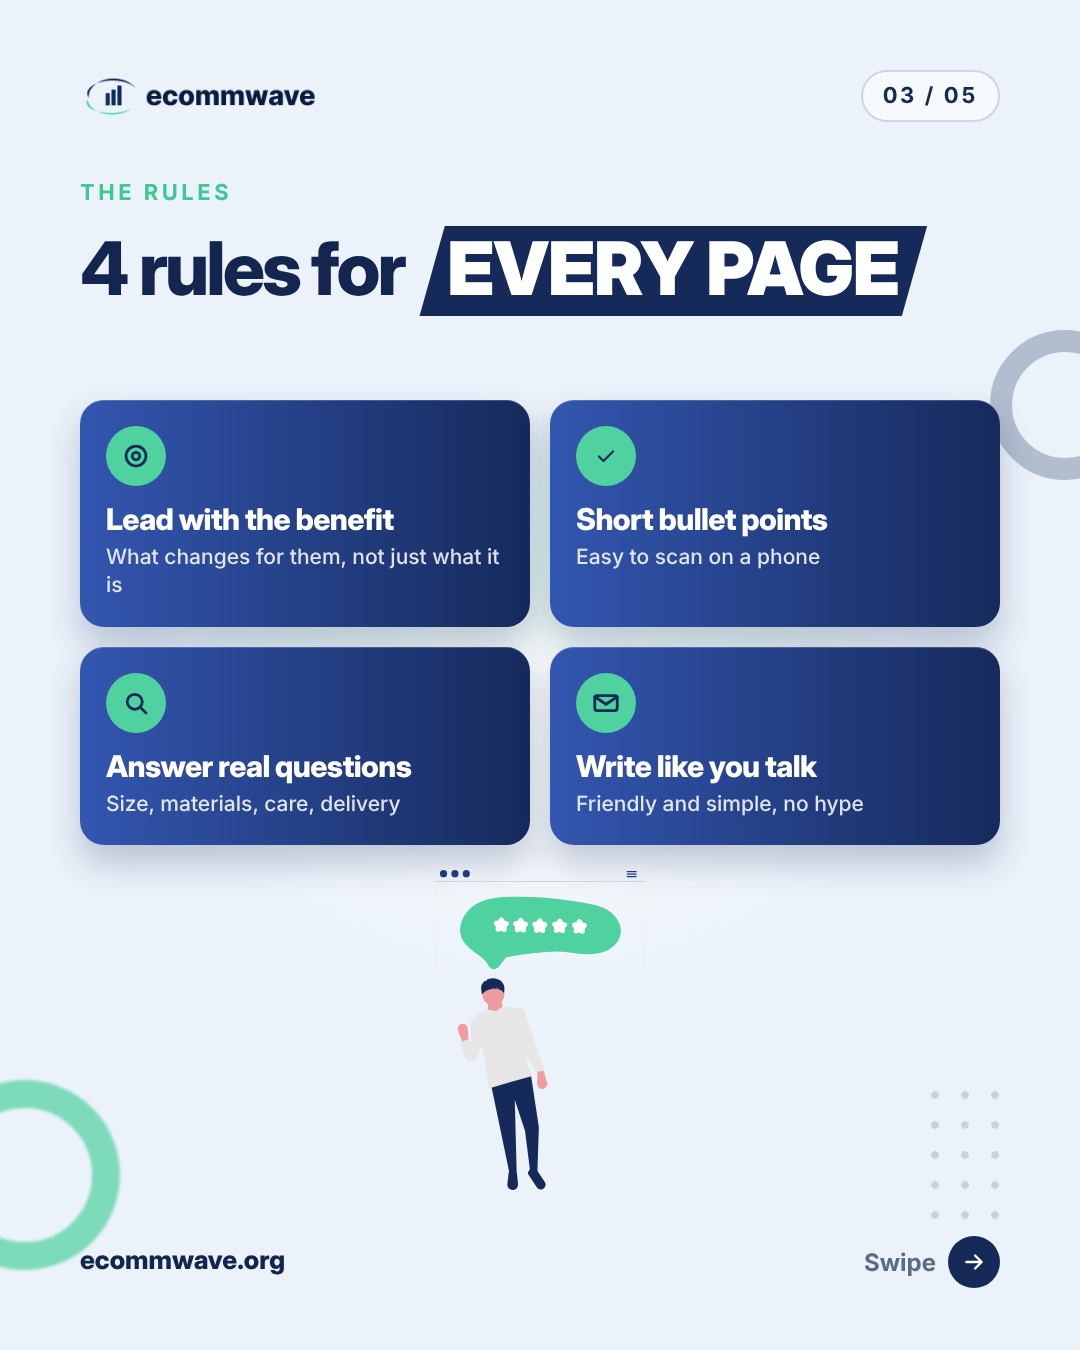 ecommwave
03 / 05
THE RULES
4 rules for EVERY PAGE
Lead with the benefit
What changes for them, not just what it
is
Short bullet points
Easy to scan on a phone
Answer real questions
Size, materials, care, delivery
Write like you talk
Friendly and simple, no hype
ecommwave.org
Swipe